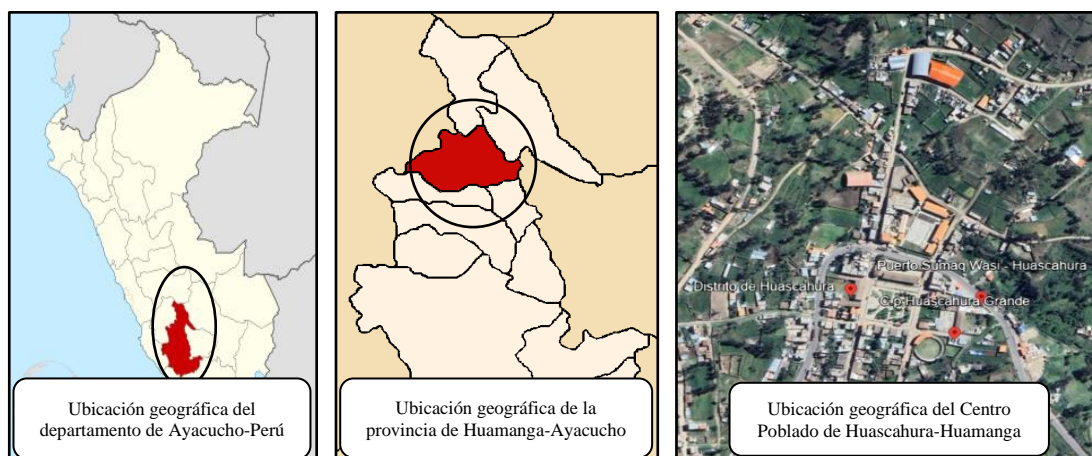 Puerto Sumaq Wasi - Huascahura
Distrito de Huascahura
C.p Huascahura Grande
Ubicación geográfica del
departamento de Ayacucho-Perú
Ubicación geográfica de la
provincia de Huamanga-Ayacucho
Ubicación geográfica del Centro
Poblado de Huascahura-Huamanga